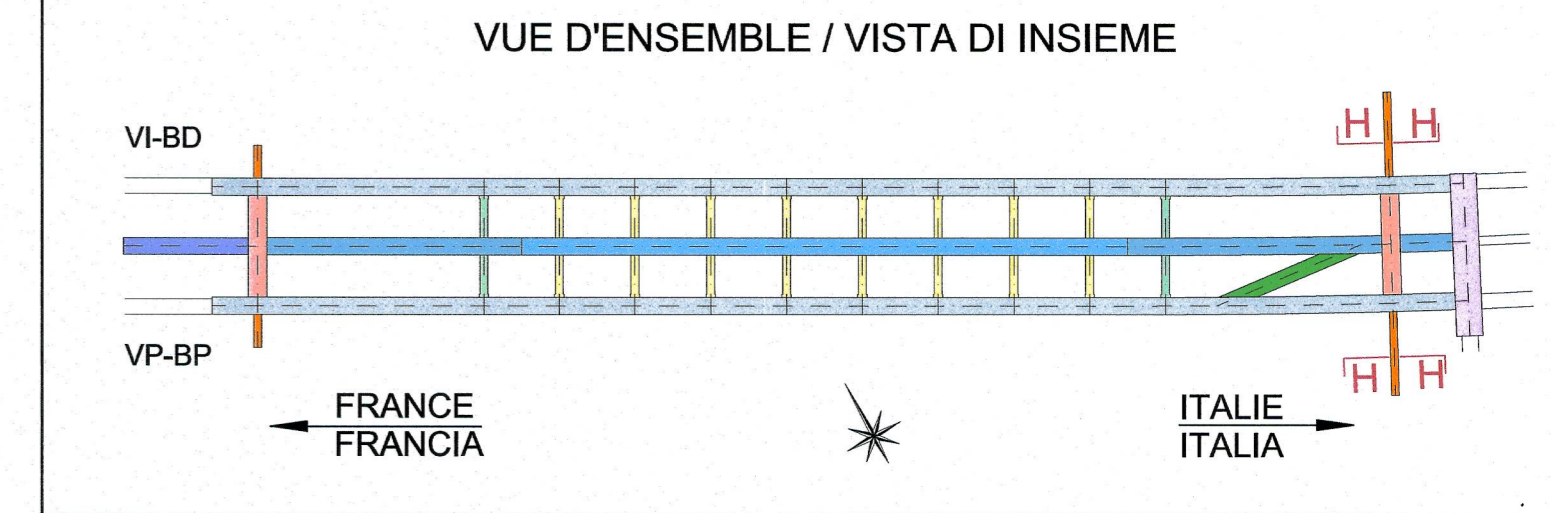 VUE D'ENSEMBLE / VISTA DI INSIEME
VI-BD
H H
VP-BP
H H
FRANCE
FRANCIA
ITALIE
ITALIA